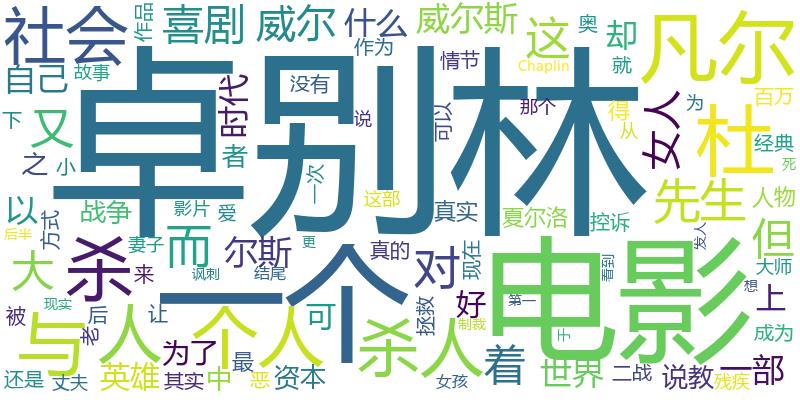 社会
作品
喜剧
威尔
什么
威尔斯
这
奥
却
凡尔
自己
故事
作为
情节
Chaplin
就
卓别林
时代
没有
那个
得
为
百万
下
又
说
可以
从
女人
杜
经典
之
小
者
一次
死
以
战争
影片
爱
这部
真实
夏尔洛
控诉
先生
人物
但
后半
方式
妻子
而
尔斯
更
真的
现在
电影
看到
发人
大
杀
来
讽刺
结尾
一个
对
大师
想
上
现实
被
与
老
后
人
让
一个人
可
拯救
好
制裁
第一
于
成为
为了
杀人
着
世界
一部
还是
丈夫
英雄
其实
中
最
恶
资本
女孩
二战
说教
残疾